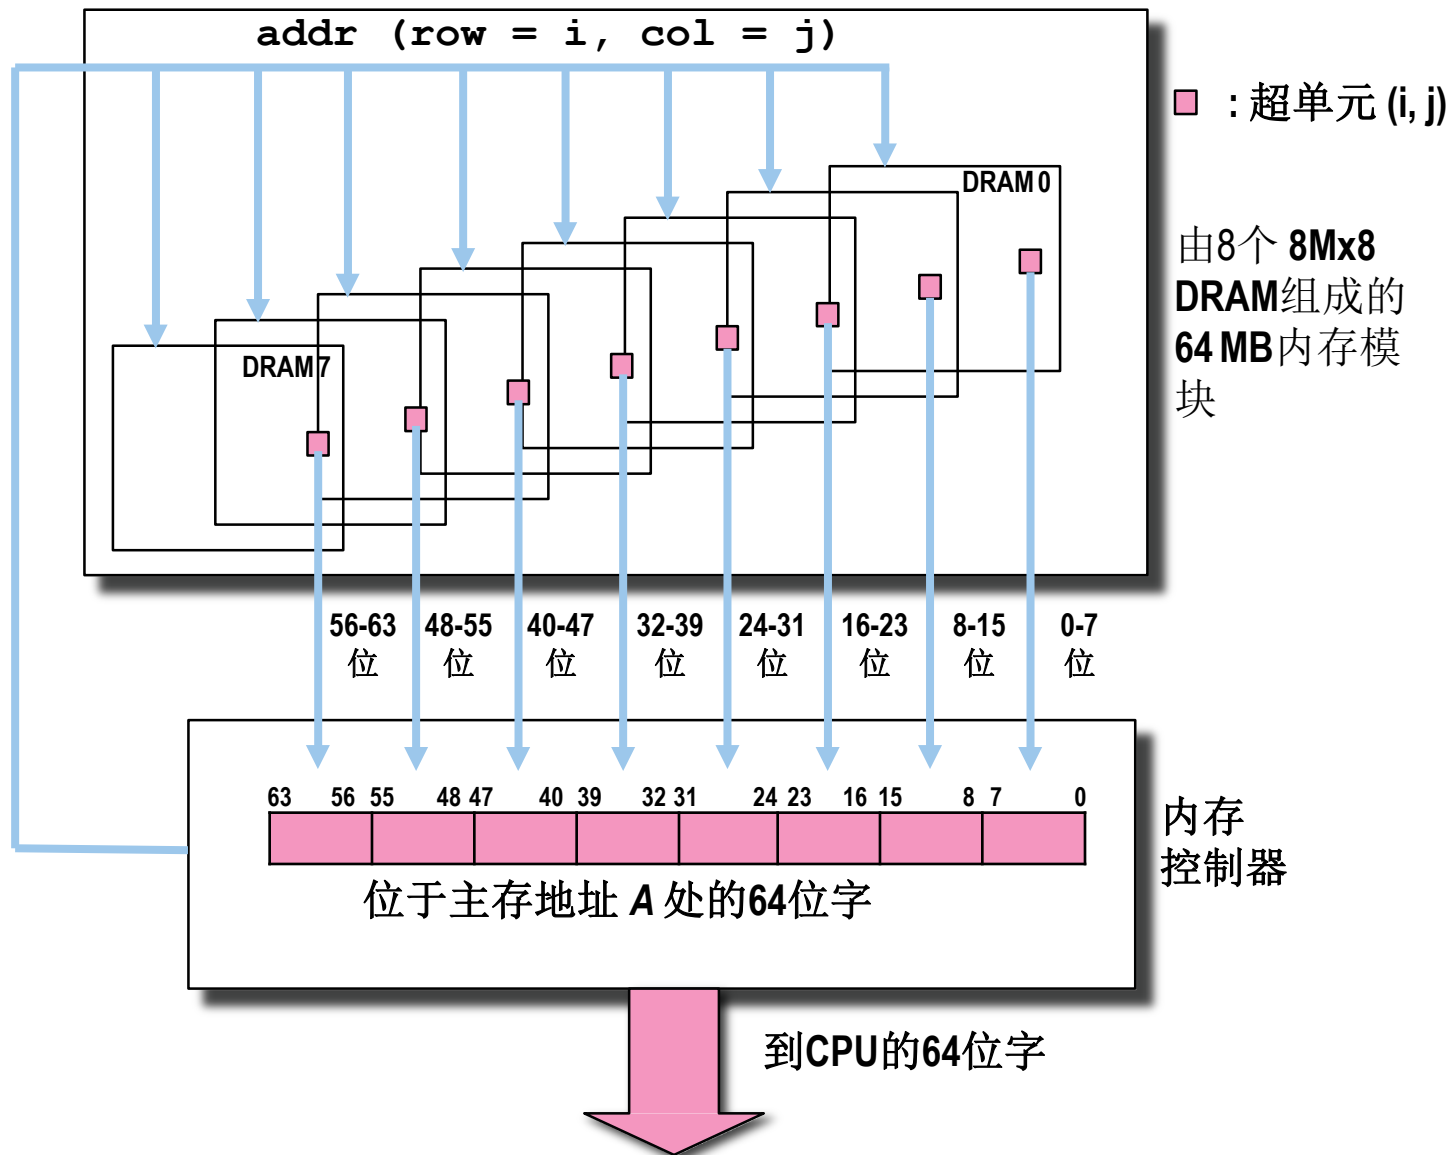 addr (row = i, col = j)
: 超单元 (i, j)
DRAM 0
由8个 8Mx8
DRAM组成的
64 MB内存模
块
DRAM 7
56-63 48-55 40-47 32-39 24-31 16-23 8-15 0-7
位 位 位 位 位 位 位 位
63 56 55 48 47 40 39 32 31 24 23 16 15 8 7 0
内存
控制器
位于主存地址 A 处的64位字
到CPU的64位字